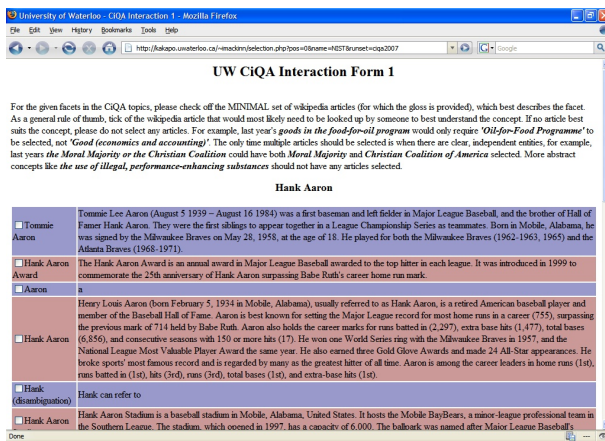 University of Waterloo - CiQA Interaction 1 - Mozilla Firefox
File Edit View History Bookmarks Tools Help
http://kakapo.uwaterloo.ca/~imackinn/selection.php?pos=0&name=NIST&runset=ciqa2007
G Google
UW CiQA Interaction Form 1
For the given facets in the CiQA topics, please check off the MINIMAL set of wikipedia articles (for which the gloss is provided), which best describes the facet.
As a general rule of thumb, tick of the wikipedia article that would most likely need to be looked up by someone to best understand the concept. If no article best
suits the concept, please do not select any articles. For example, last year's goods in the food-for-oil program would only require 'Oil-for-Food Programme' to
be selected, not 'Good (economics and accounting)'. The only time multiple articles should be selected is when there are clear, independent entities, for example,
last years the Moral Majority or the Christian Coalition could have both Moral Majority and Christian Coalition of America selected. More abstract
concepts like the use of illegal, performance-enhancing substances should not have any articles selected.
Hank Aaron
Tommie
Aaron
Tommie Lee Aaron (August 5 1939 – August 16 1984) was a first baseman and left fielder in Major League Baseball, and the brother of Hall of
Famer Hank Aaron. They were the first siblings to appear together in a League Championship Series as teammates. Born in Mobile, Alabama, he
was signed by the Milwaukee Braves on May 28, 1958, at the age of 18. He played for both the Milwaukee Braves (1962-1963, 1965) and the
Atlanta Braves (1968-1971).
Hank Aaron
Award
The Hank Aaron Award is an annual award in Major League Baseball awarded to the top hitter in each league. It was introduced in 1999 to
commemorate the 25th anniversary of Hank Aaron surpassing Babe Ruth's career home run mark.
Aaron
a
Hank Aaron
Henry Louis Aaron (born February 5, 1934 in Mobile, Alabama), usually referred to as Hank Aaron, is a retired American baseball player and
member of the Baseball Hall of Fame. Aaron is best known for setting the Major League record for most home runs in a career (755), surpassing
the previous mark of 714 held by Babe Ruth. Aaron also holds the career marks for runs batted in (2,297), extra base hits (1,477), total bases
(6,856), and consecutive seasons with 150 or more hits (17). He won one World Series ring with the Milwaukee Braves in 1957, and the
National League Most Valuable Player Award the same year. He also earned three Gold Glove Awards and made 24 All-Star appearances. He
broke sports' most famous record and is regarded by many as the greatest hitter of all time. Aaron is among the career leaders in home runs (1st),
runs batted in (1st), hits (3rd), runs (3rd), total bases (1st), and extra-base hits (1st).
Hank
(disambiguation)
Hank can refer to
Hank Aaron
Hank Aaron Stadium is a baseball stadium in Mobile, Alabama, United States. It hosts the Mobile BayBears, a minor-league professional team in
the Southern League. The stadium, which opened in 1997, has a capacity of 6,000. The ballpark was named after Major League Baseball's
Done